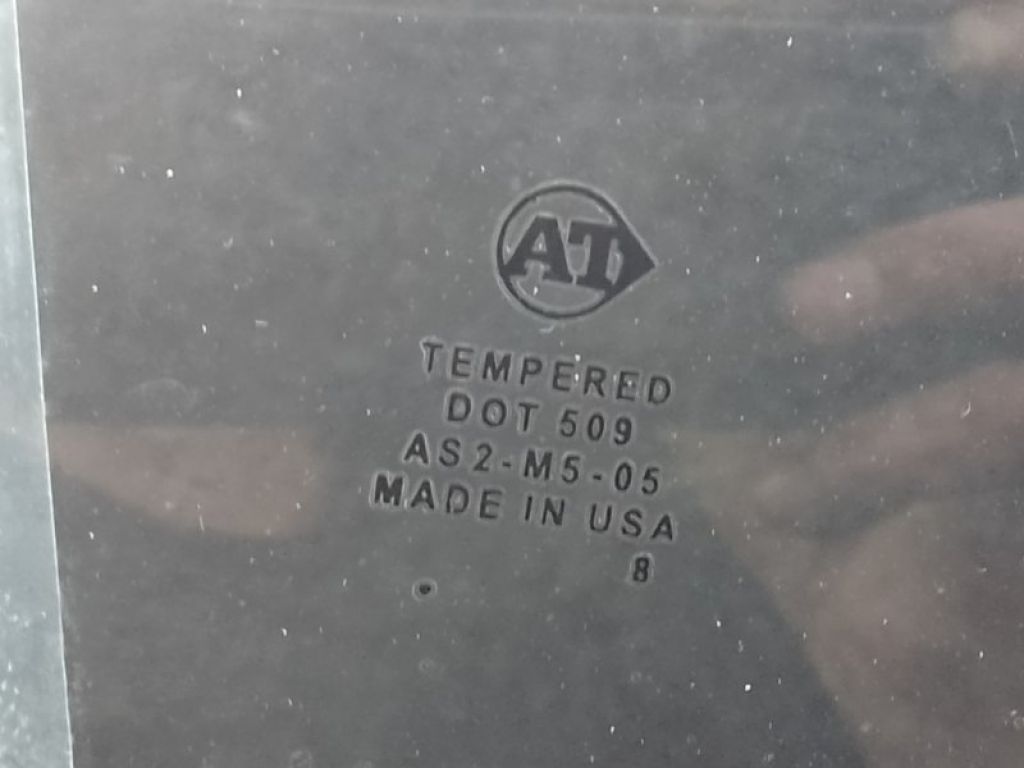 AT
TEMPERED
DOT 509
AS2-M5-05
MADE IN USA
8